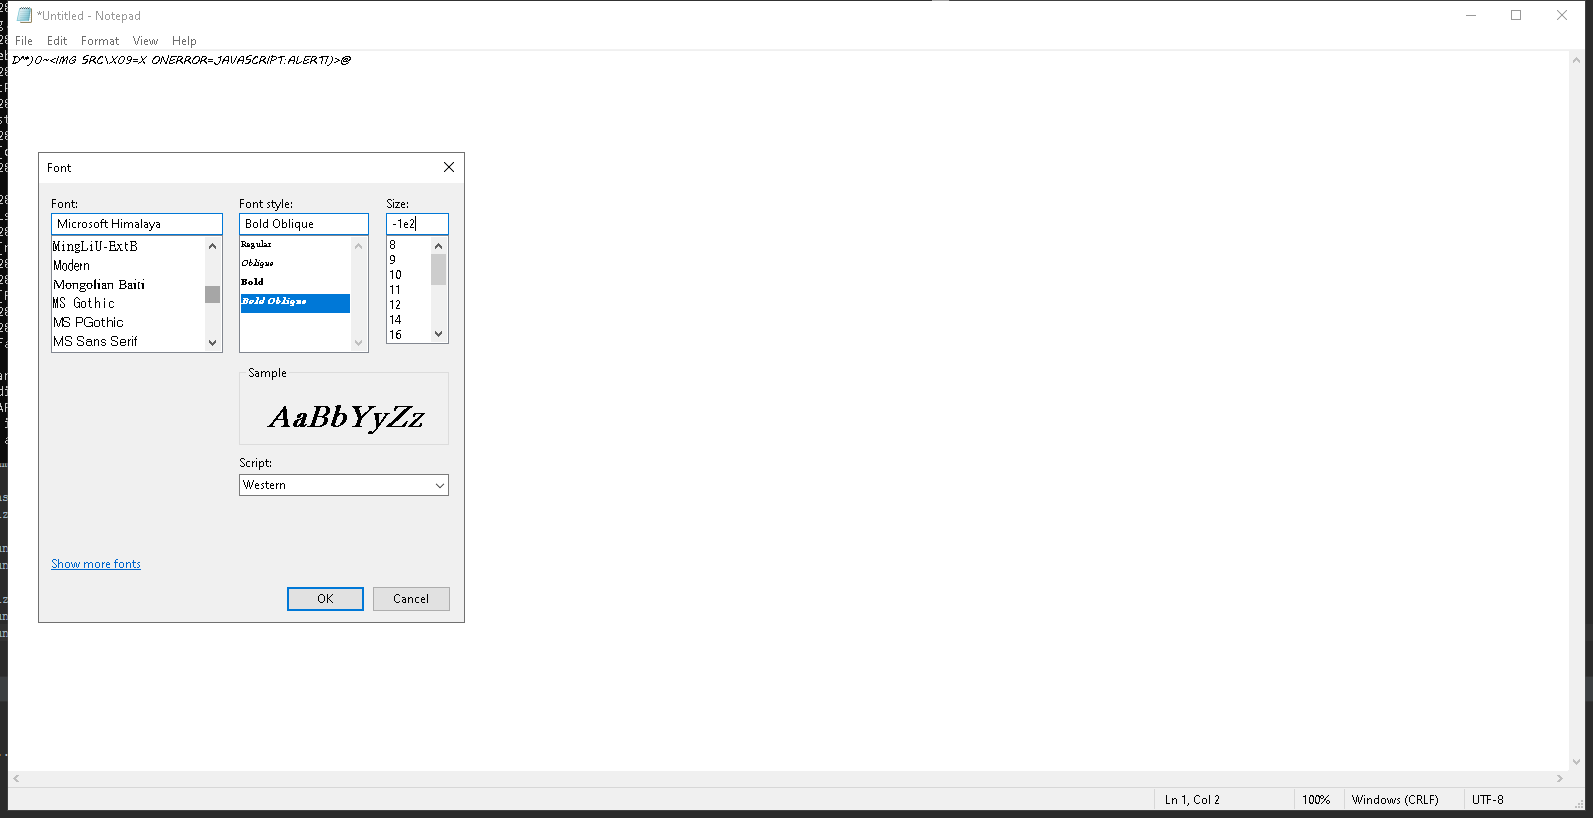 *Untitled - Notepad
File Edit Format View Help
D^*)O~<IMG SRC\X09=X ONERROR=JAVASCRIPT:ALERT1)>@
Font
Font: Font style: Size:
Microsoft Himalaya Bold Oblique -1e2
MingLiU-ExtB Regular 8
Modern Oblique 9
Mongolian Baiti Bold 10
MS Gothic Bold Oblique 11
MS PGothic 12
MS Sans Serif 14
16
Sample
AaBbYyZz
Script:
Western
Show more fonts
OK Cancel
Ln 1, Col 2 100% Windows (CRLF) UTF-8